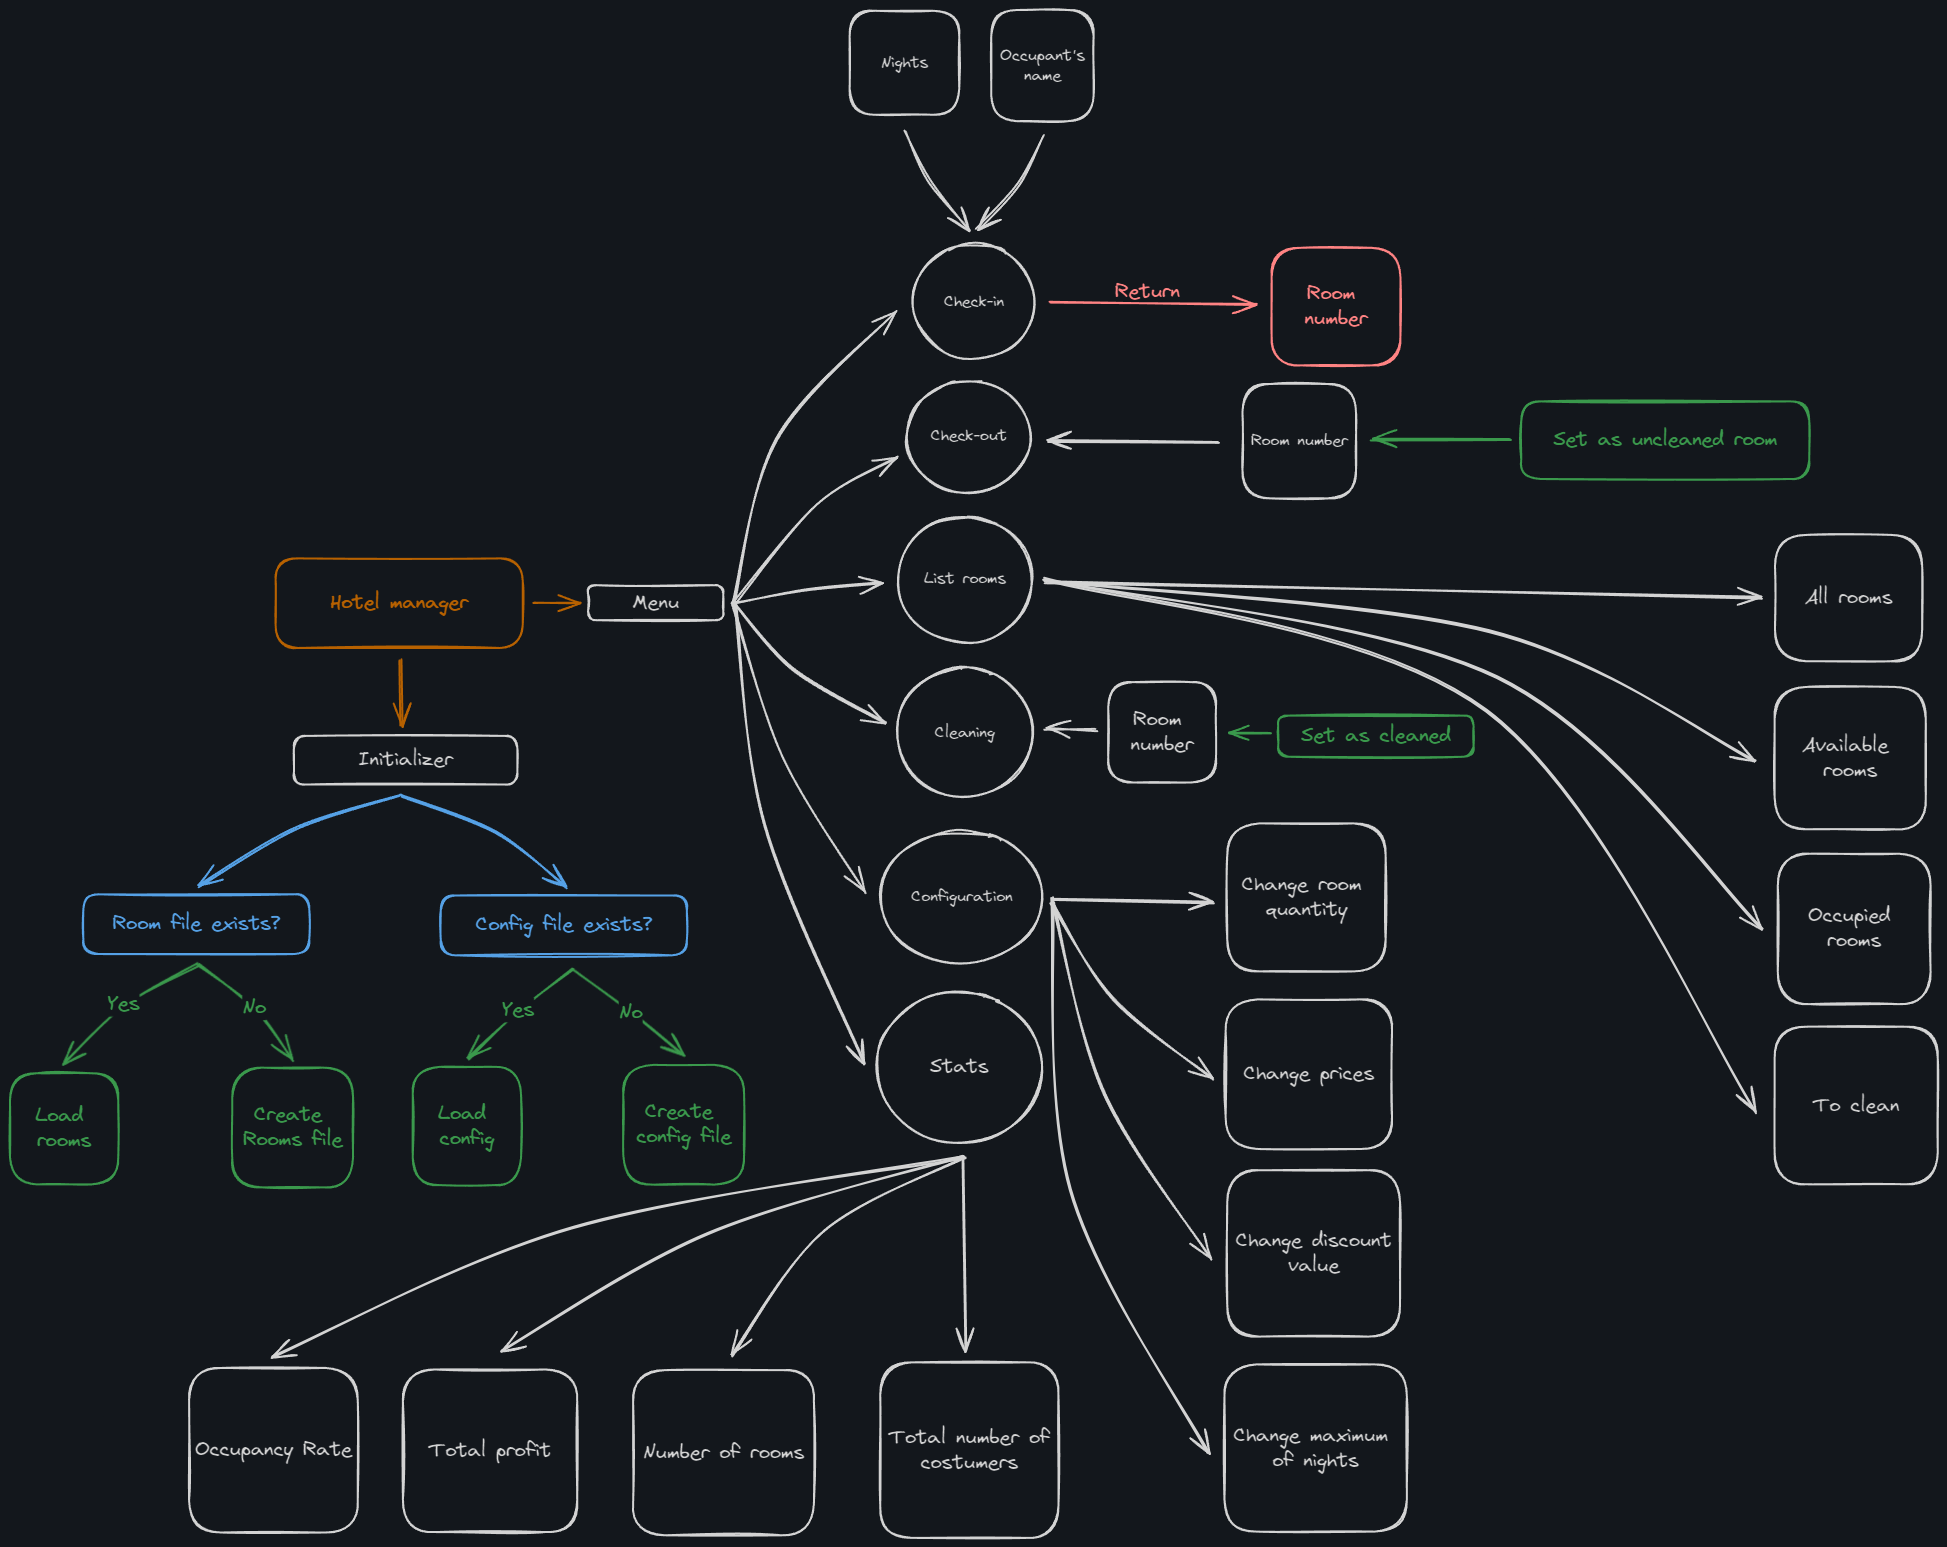 Nights
Occupant's
name
Check-in
Return
Room
number
Check-out
Room number
Set as uncleaned room
List rooms
All rooms
Hotel manager
Menu
Cleaning
Room
number
Set as cleaned
Available
rooms
Initializer
Configuration
Change room
quantity
Occupied
rooms
Room file exists?
Config file exists?
Yes
No
Yes
No
Stats
Change prices
To clean
Load
rooms
Create
Rooms file
Load
config
Create
config file
Change discount
value
Occupancy Rate
Total profit
Number of rooms
Total number of
costumers
Change maximum
of nights